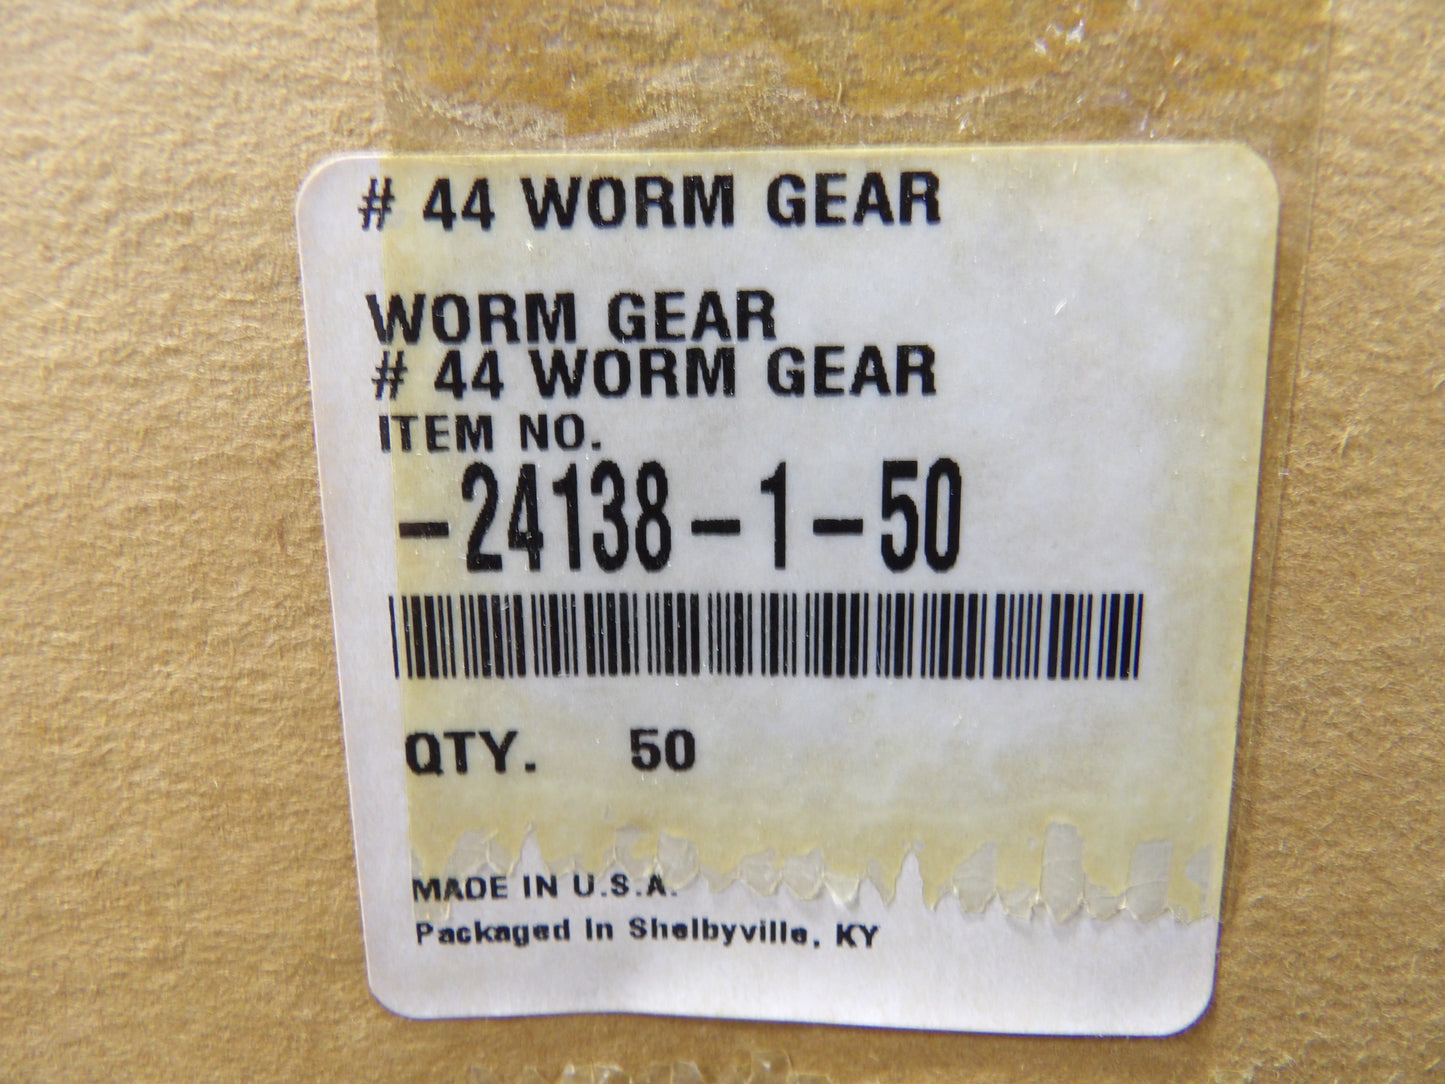 # 44 WORM GEAR
WORM GEAR
# 44 WORM GEAR
ITEM NO.
-24138-1-50
QTY. 50
MADE IN U.S.A.
Packaged in Shelbyville, KY